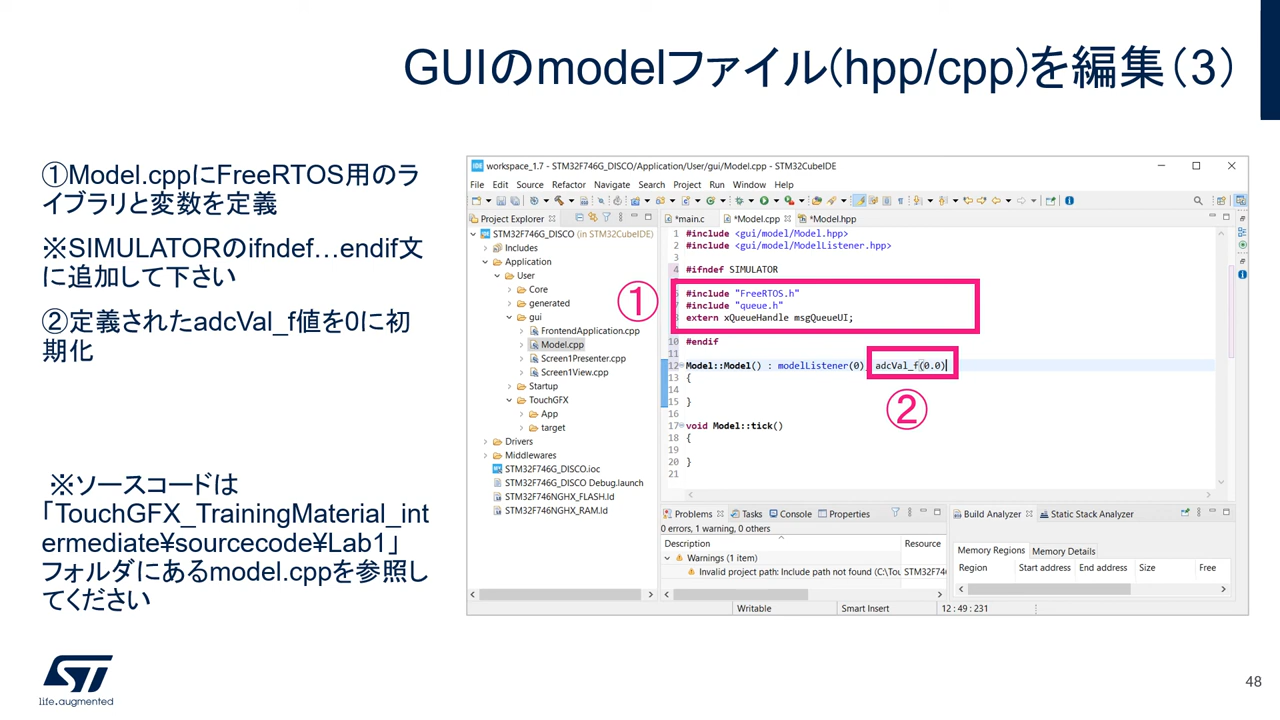 GUIのmodelファイル(hpp/cpp)を編集（3）
①Model.cppにFreeRTOS用のラ
イブラリと変数を定義
※SIMULATORのifndef…endif文
に追加して下さい
②定義されたadcVal_f値を0に初
期化
※ソースコードは
「TouchGFX_TrainingMaterial_int
ermediate¥sourcecode¥Lab1」
フォルダにあるmodel.cppを参照し
てください
IDE workspace_1.7 - STM32F746G_DISCO/Application/User/gui/Model.cpp - STM32CubeIDE
File Edit Source Refactor Navigate Search Project Run Window Help
Project Explorer
STM32F746G_DISCO (in STM32CubeIDE)
Includes
Application
User
Core
generated
gui
FrontendApplication.cpp
Model.cpp
Screen1Presenter.cpp
Screen1View.cpp
Startup
TouchGFX
App
target
Drivers
Middlewares
STM32F746G_DISCO.ioc
STM32F746G_DISCO Debug.launch
STM32F746NGHX_FLASH.ld
STM32F746NGHX_RAM.ld
*main.c *Model.cpp *Model.hpp
1 #include <gui/model/Model.hpp>
2 #include <gui/model/ModelListener.hpp>
3
4 #ifndef SIMULATOR
①
#include "FreeRTOS.h"
#include "queue.h"
extern xQueueHandle msgQueueUI;
10 #endif
11
12 Model::Model() : modelListener(0) adcVal_f(0.0)
13 {
15 }
②
16
17 void Model::tick()
18 {
19
20 }
21
Problems Tasks Console Properties
0 errors, 1 warning, 0 others
Description Resource
Warnings (1 item)
Invalid project path: Include path not found (C:\Tou STM32F746
Build Analyzer Static Stack Analyzer
Memory Regions Memory Details
Region Start address End address Size Free
Writable Smart Insert 12 : 49 : 231
ST
life.augmented
48